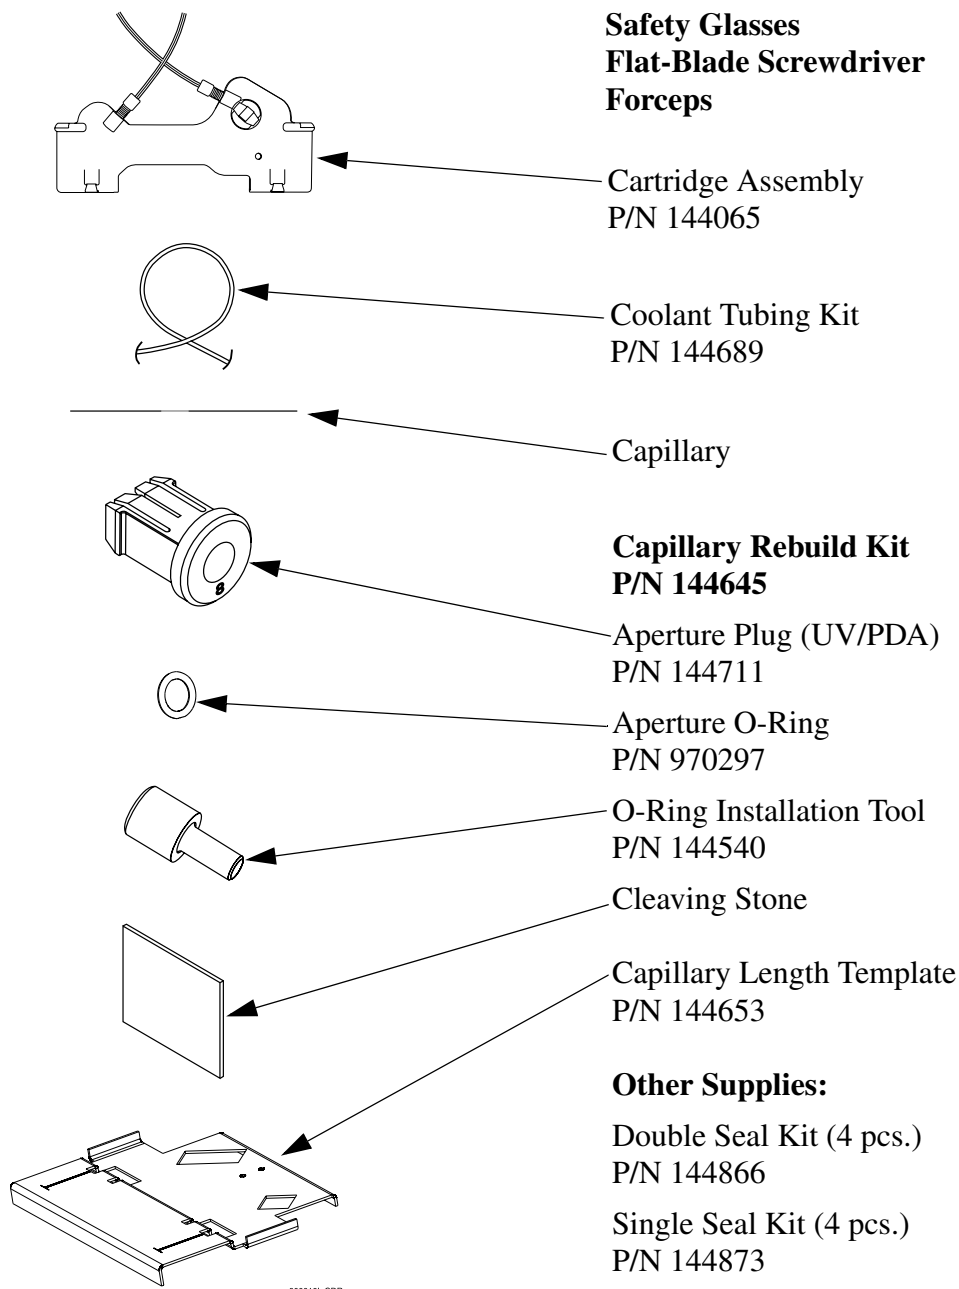 Safety Glasses
Flat-Blade Screwdriver
Forceps
Cartridge Assembly
P/N 144065
Coolant Tubing Kit
P/N 144689
Capillary
Capillary Rebuild Kit
P/N 144645
Aperture Plug (UV/PDA)
P/N 144711
8
Aperture O-Ring
P/N 970297
O-Ring Installation Tool
P/N 144540
Cleaving Stone
Capillary Length Template
P/N 144653
Other Supplies:
Double Seal Kit (4 pcs.)
P/N 144866
Single Seal Kit (4 pcs.)
P/N 144873